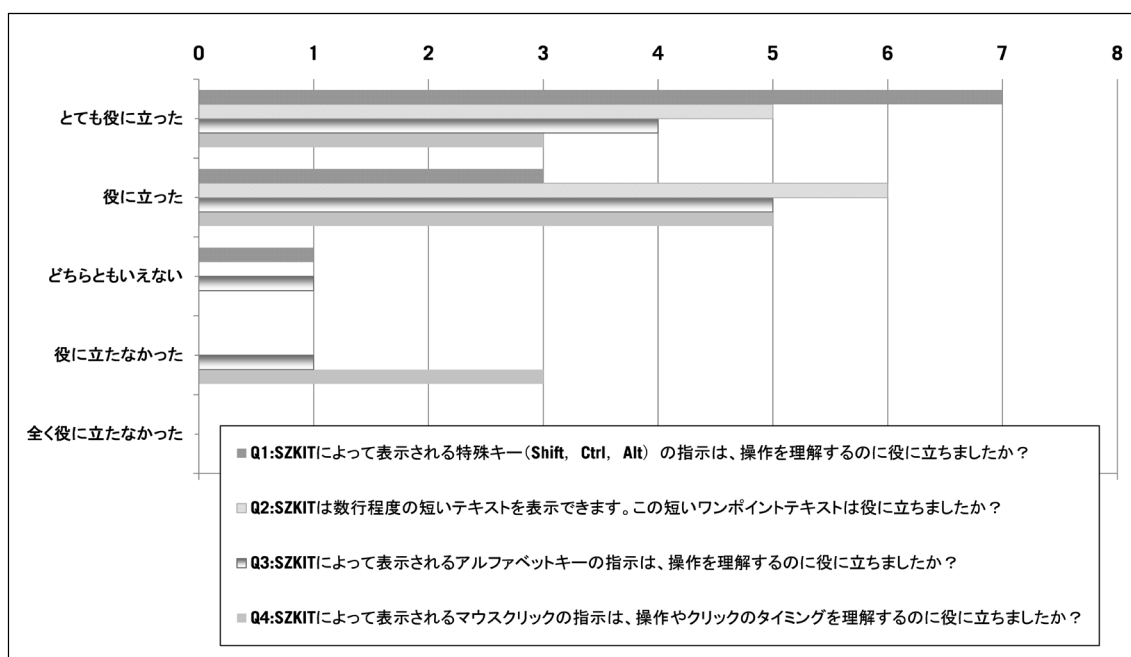 0 1 2 3 4 5 6 7 8
とても役に立った
役に立った
どちらともいえない
役に立たなかった
全く役に立たなかった
Q1:SZKITによって表示される特殊キー(Shift, Ctrl, Alt) の指示は、操作を理解するのに役に立ちましたか?
Q2:SZKITは数行程度の短いテキストを表示できます。この短いワンポイントテキストは役に立ちましたか?
Q3:SZKITによって表示されるアルファベットキーの指示は、操作を理解するのに役に立ちましたか?
Q4:SZKITによって表示されるマウスクリックの指示は、操作やクリックのタイミングを理解するのに役に立ちましたか?